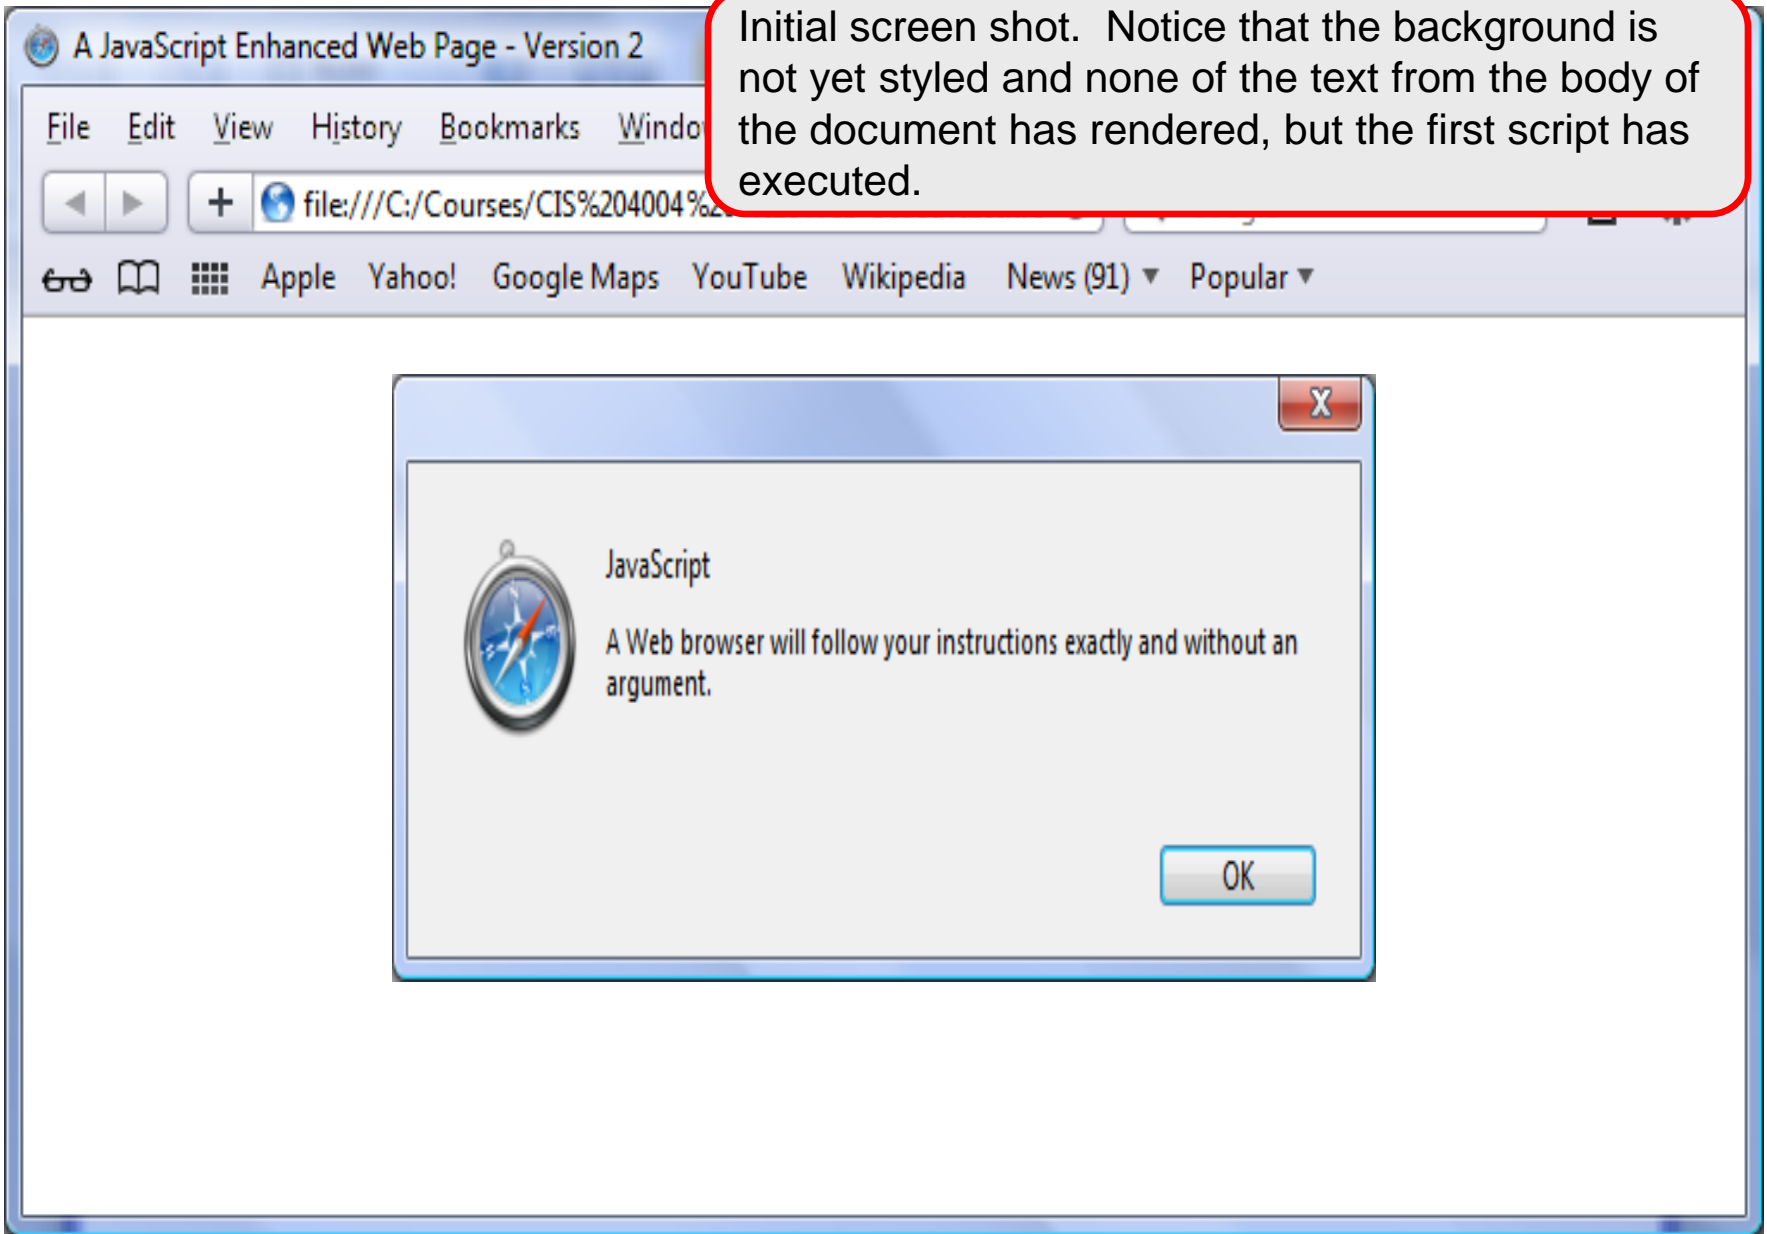 A JavaScript Enhanced Web Page - Version 2
Initial screen shot. Notice that the background is
not yet styled and none of the text from the body of
the document has rendered, but the first script has
executed.
File Edit View History Bookmarks
file:///C:/Courses/CIS%204004
Apple Yahoo! Google Maps YouTube Wikipedia News (91) Popular
X
JavaScript
A Web browser will follow your instructions exactly and without an
argument.
OK